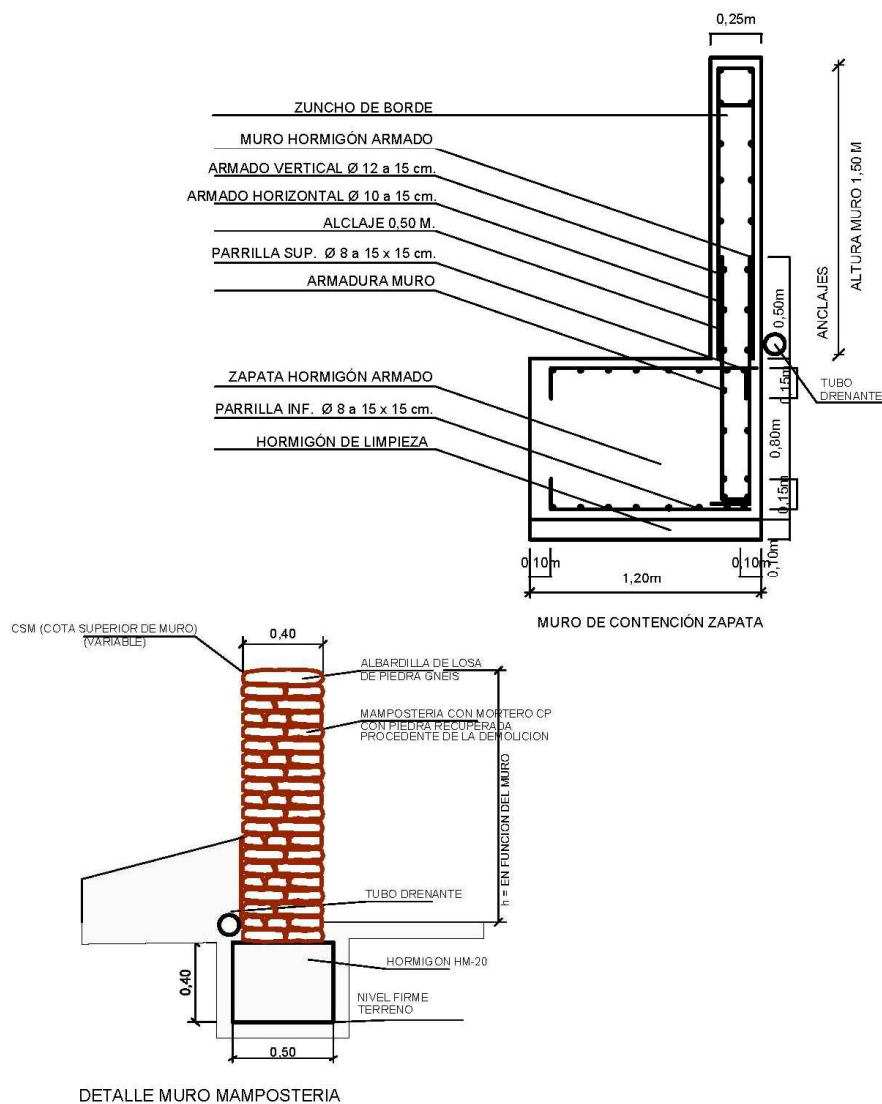 0,25m
ZUNCHO DE BORDE
MURO HORMIGÓN ARMADO
ARMADO VERTICAL Ø 12 a 15 cm.
ARMADO HORIZONTAL Ø 10 a 15 cm.
ALCLAJE 0,50 M.
PARRILLA SUP. Ø 8 a 15 x 15 cm.
ARMADURA MURO
ZAPATA HORMIGÓN ARMADO
PARRILLA INF. Ø 8 a 15 x 15 cm.
HORMIGÓN DE LIMPIEZA
ALTURA MURO 1,50 M
ANCLAJES
0,50m
TUBO
DRENANTE
0,15m
0,80m
0,15m
0,10m
0,10m
0,10m
1,20m
MURO DE CONTENCIÓN ZAPATA
CSM (COTA SUPERIOR DE MURO)
(VARIABLE)
0,40
ALBARDILLA DE LOSA
DE PIEDRA GNEIS
MAMPOSTERIA CON MORTERO CP
CON PIEDRA RECUPERADA
PROCEDENTE DE LA DEMOLICION
h = EN FUNCION DEL MURO
TUBO DRENANTE
HORMIGON HM-20
0,40
NIVEL FIRME
TERRENO
0,50
DETALLE MURO MAMPOSTERIA